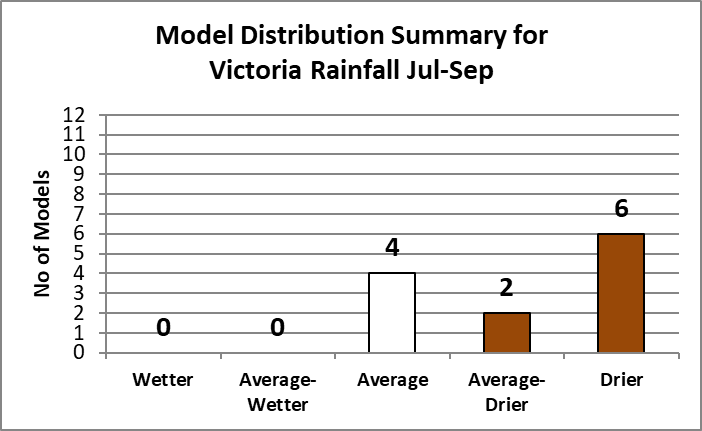 Model Distribution Summary for
Victoria Rainfall Jul-Sep
No of Models
12
11
10
9
8
7
6
5
4
3
2
1
0
0
0
4
2
6
Wetter
Average-
Wetter
Average
Average-
Drier
Drier